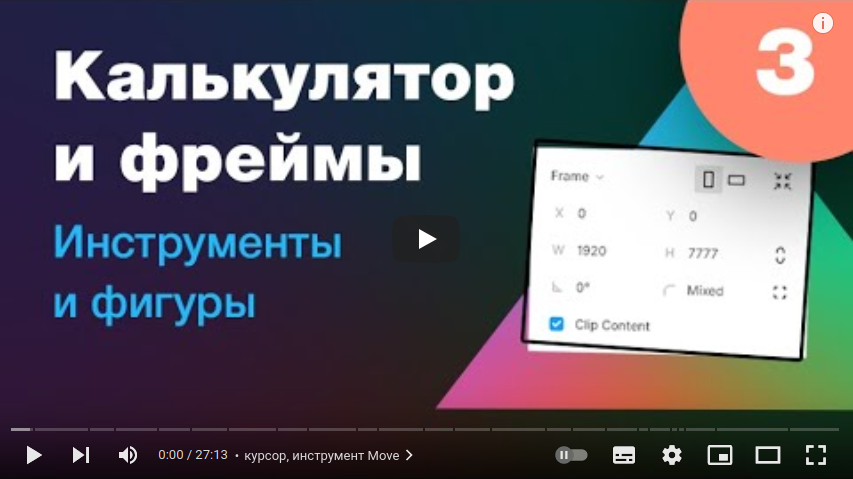 3
Калькулятор
и фреймы
Инструменты
и фигуры
Frame
X 0 Y 0
W 1920 H 7777
0° Mixed
Clip Content
0:00 / 27:13 • курсор, инструмент Move